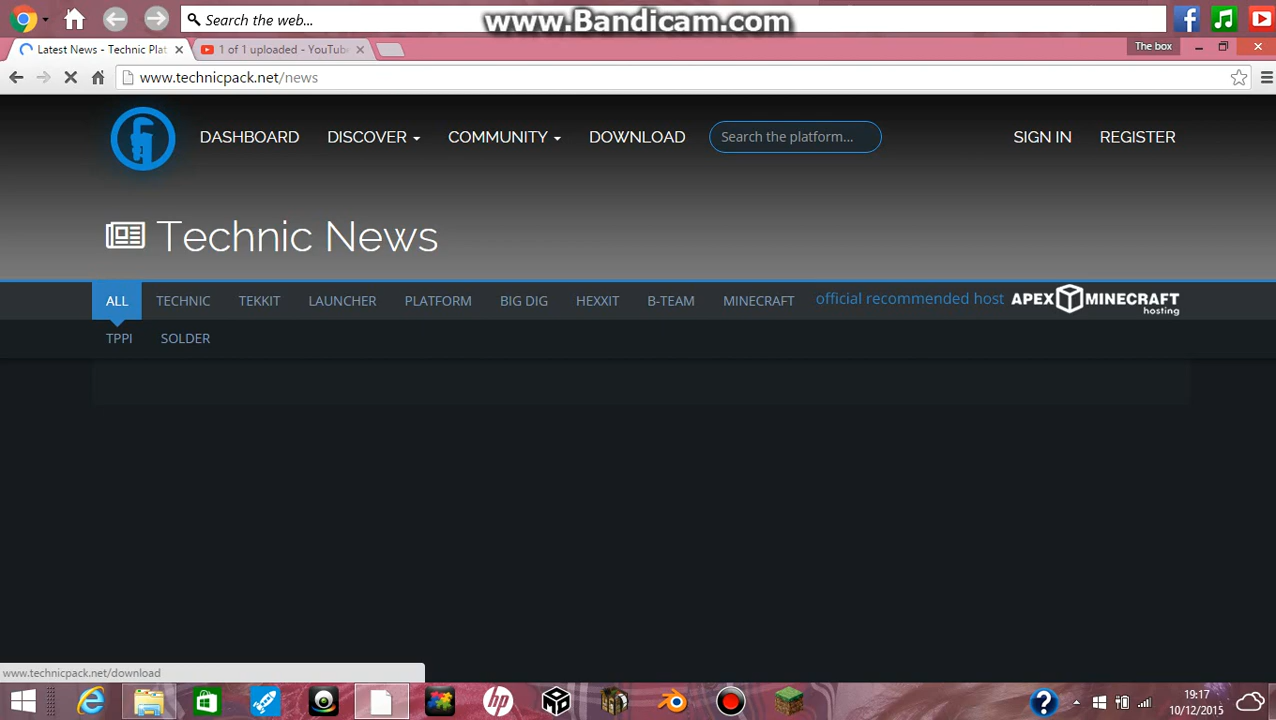 Search the web...
www.Bandicam.com
Latest News - Technic Plat
1 of 1 uploaded - YouTube
The box
www.technicpack.net/news
DASHBOARD DISCOVER COMMUNITY DOWNLOAD Search the platform... SIGN IN REGISTER
Technic News
ALL TECHNIC TEKKIT LAUNCHER PLATFORM BIG DIG HEXXIT B-TEAM MINECRAFT official recommended host APEX MINECRAFT hosting
TPPI SOLDER
www.technicpack.net/download
19:17
10/12/2015